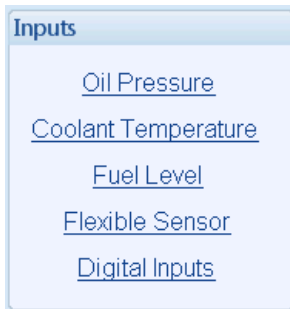 Inputs
Oil Pressure
Coolant Temperature
Fuel Level
Flexible Sensor
Digital Inputs